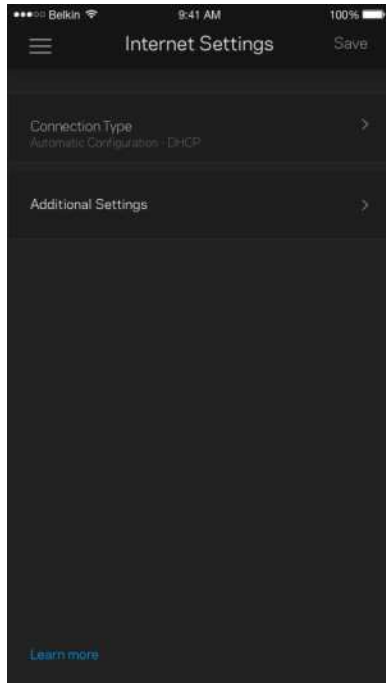 Belkin 9:41 AM 100%
Internet Settings Save
Connection Type
Automatic Configuration - DHCP
Additional Settings
Learn more